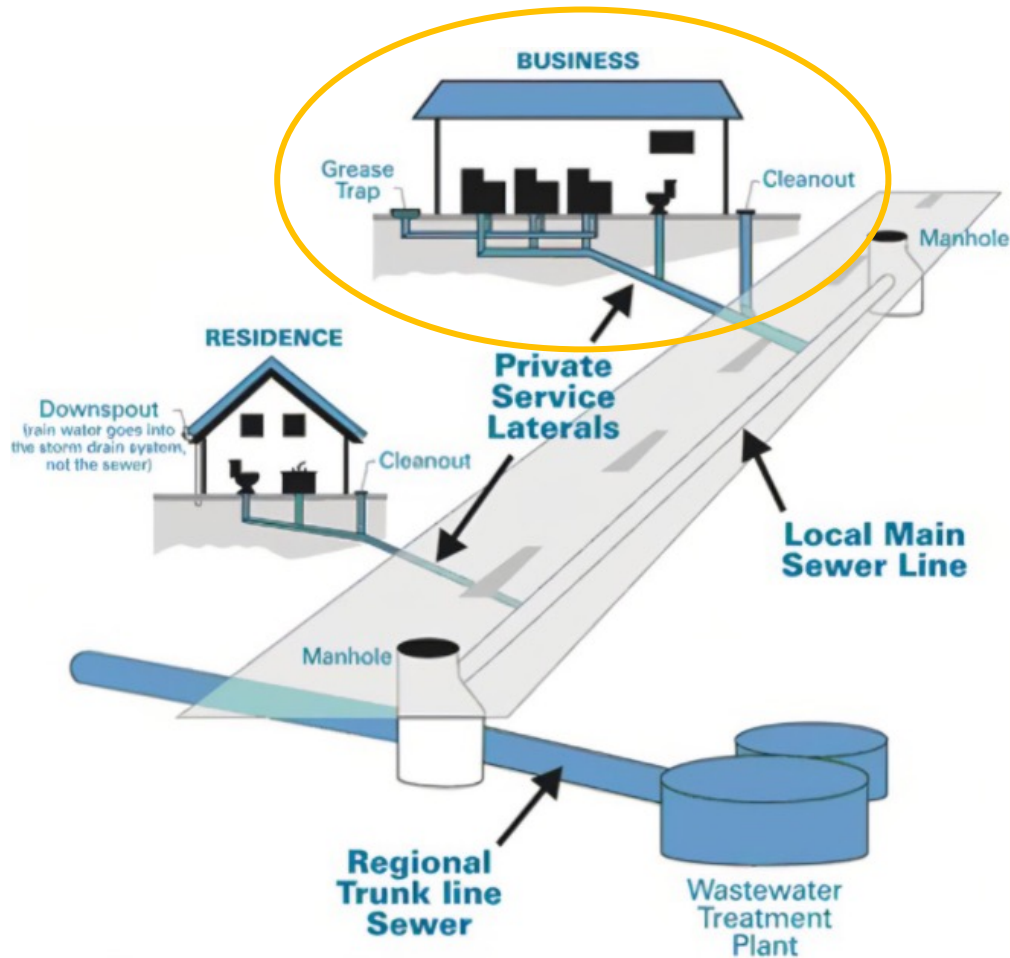 BUSINESS
Grease
Trap
Cleanout
Manhole
RESIDENCE
Private
Service
Laterals
Downspout
(rain water goes into
the storm drain system,
not the sewer)
Cleanout
Local Main
Sewer Line
Manhole
Regional
Trunk line
Sewer
Wastewater
Treatment
Plant